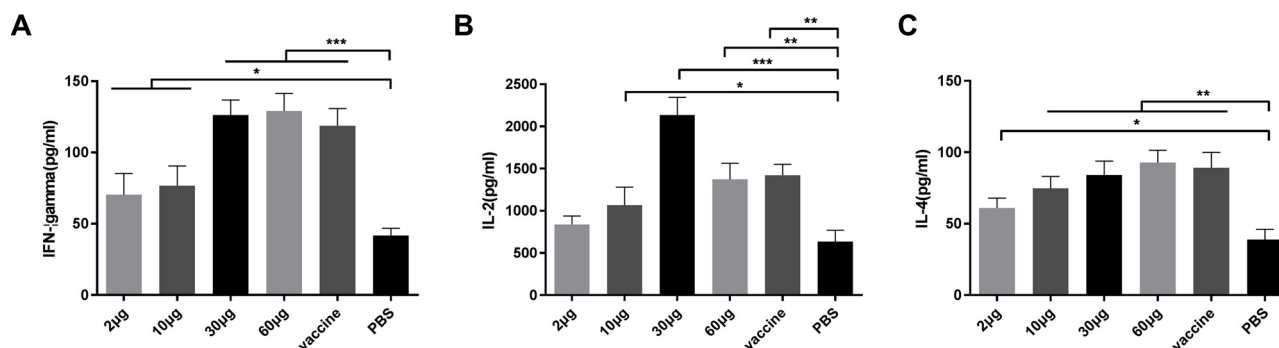 A
***
*
150
100
50
0
IFN-¦gamma(pg/ml)
2µg
10µg
30µg
60µg
vaccine
PBS
B
**
**
***
*
2500
2000
1500
1000
500
0
IL-2(pg/ml)
2µg
10µg
30µg
60µg
vaccine
PBS
C
**
*
150
100
50
0
IL-4(pg/ml)
2µg
10µg
30µg
60µg
vaccine
PBS